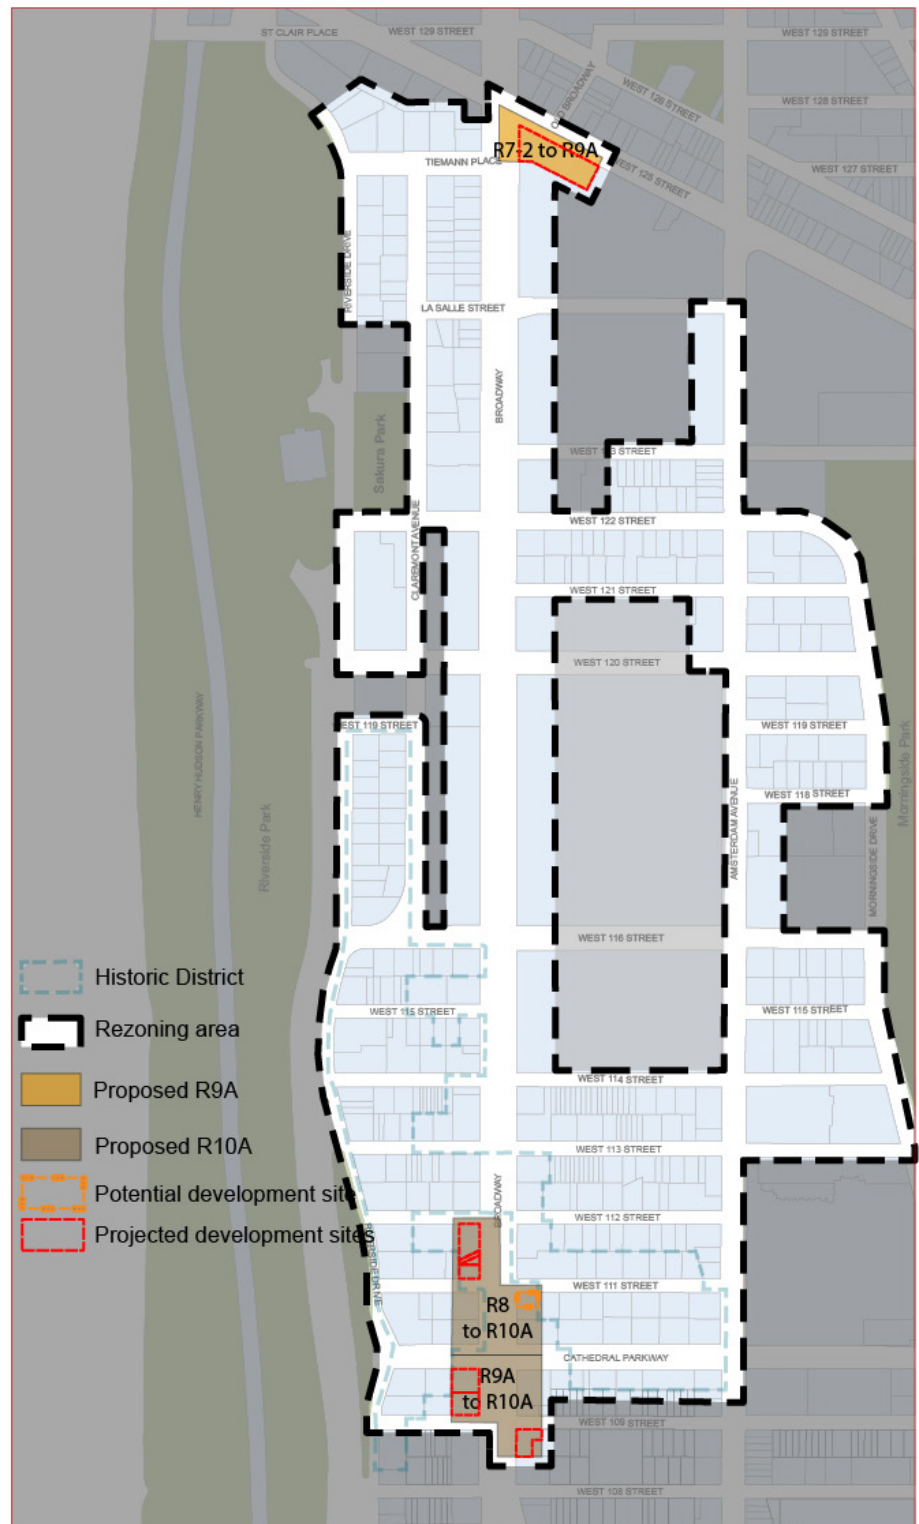 ST CLAIR PLACE
WEST 129 STREET
WEST 129 STREET
OLD BROADWAY
WEST 126 STREET
WEST 128 STREET
R7-2 to R9A
TIEMANN PLACE
WEST 125 STREET
WEST 127 STREET
RIVERSIDE DRIVE
LA SALLE STREET
BROADWAY
Sakura Park
WEST 123 STREET
WEST 122 STREET
CLAREMONT AVENUE
WEST 121 STREET
WEST 120 STREET
WEST 119 STREET
WEST 119 STREET
HENRY HUDSON PARKWAY
Morningside Park
WEST 118 STREET
AMSTERDAM AVENUE
MORNINGSIDE DRIVE
Riverside Park
WEST 116 STREET
Historic District
WEST 115 STREET
WEST 115 STREET
Rezoning area
WEST 114 STREET
Proposed R9A
Proposed R10A
WEST 113 STREET
Potential development site
BROADWAY
WEST 112 STREET
Projected development sites
RIVERSIDE DRIVE
WEST 111 STREET
R8
to R10A
CATHEDRAL PARKWAY
R9A
to R10A
WEST 109 STREET
WEST 108 STREET